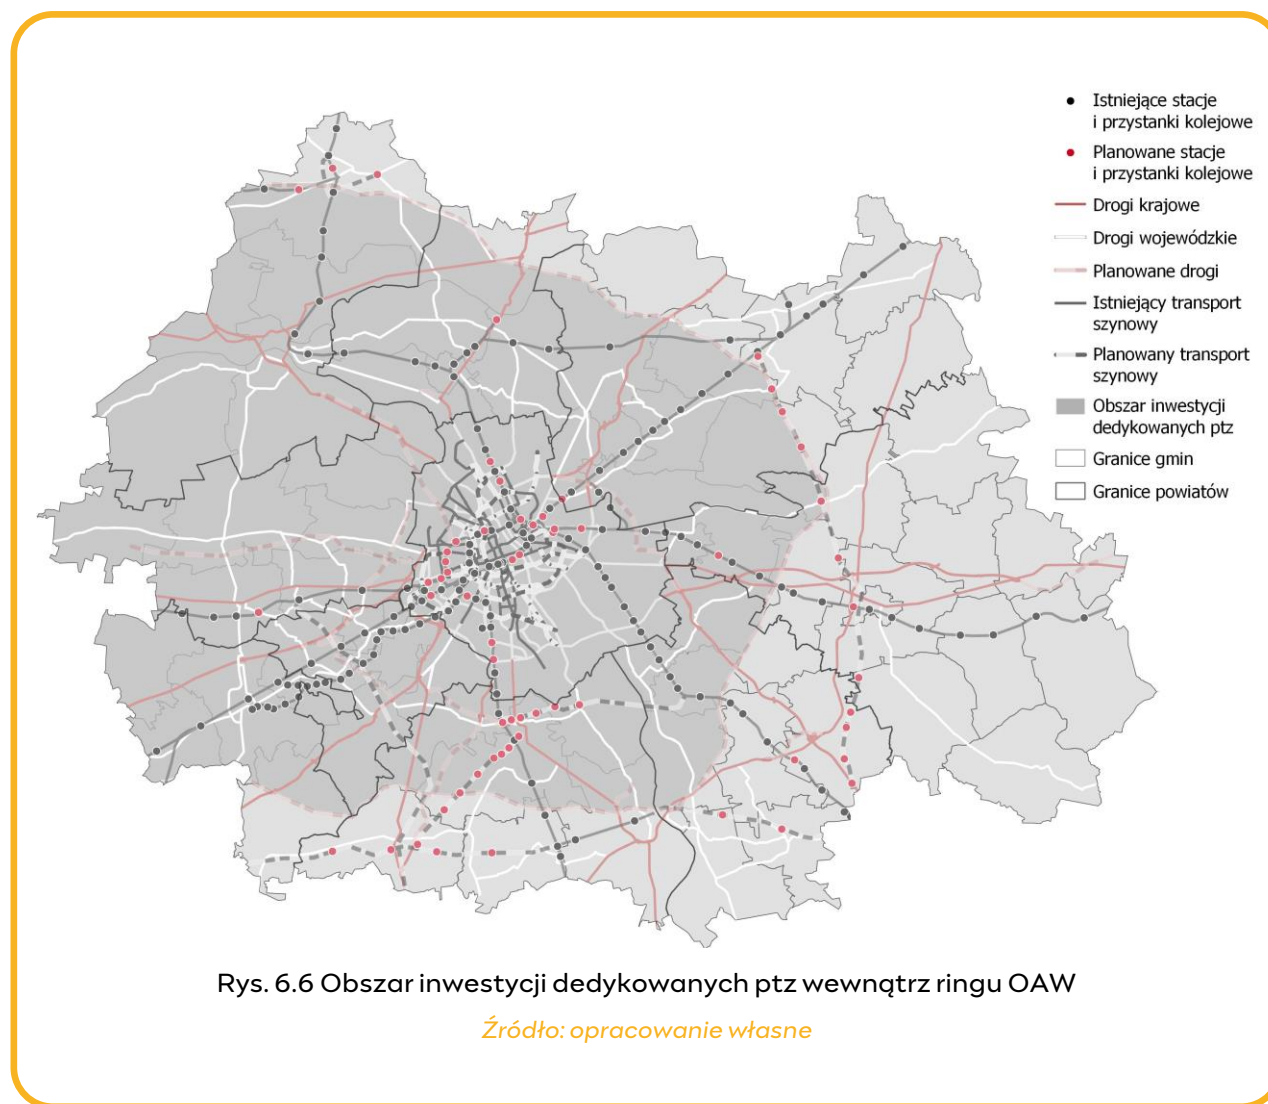 Istniejące stacje
i przystanki kolejowe
Planowane stacje
i przystanki kolejowe
Drogi krajowe
Drogi wojewódzkie
Planowane drogi
Istniejący transport
szynowy
Planowany transport
szynowy
Obszar inwestycji
dedykowanych ptz
Granice gmin
Granice powiatów
Rys. 6.6 Obszar inwestycji dedykowanych ptz wewnątrz ringu OAW
Źródło: opracowanie własne